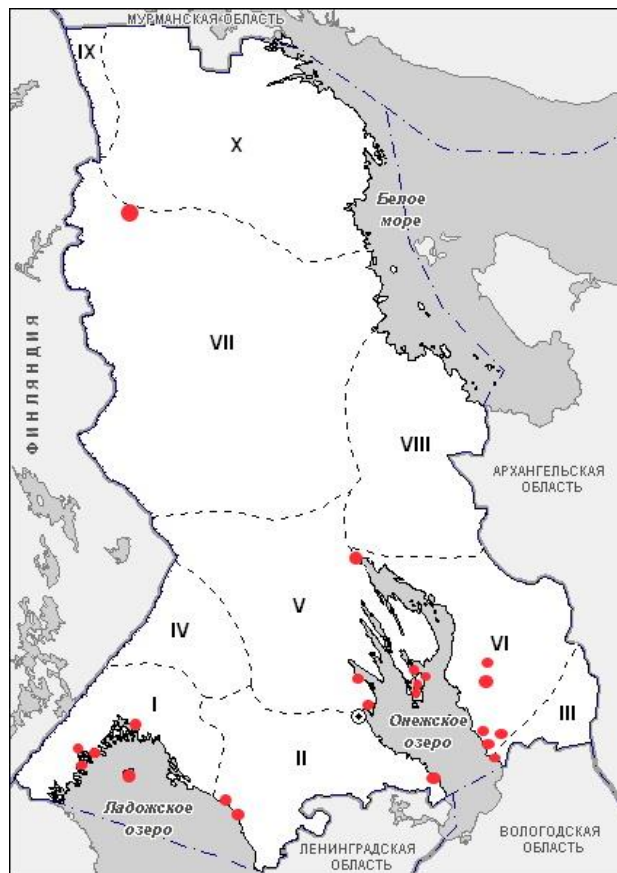 МУРМАНСКАЯ ОБЛАСТЬ
IX
X
Белое
море
ФИНЛЯНДИЯ
VII
VIII
АРХАНГЕЛЬСКАЯ
ОБЛАСТЬ
V
IV
VI
I
III
II
Онежское
озеро
Ладожское
озеро
ЛЕНИНГРАДСКАЯ
ОБЛАСТЬ
ВОЛОГОДСКАЯ
ОБЛАСТЬ